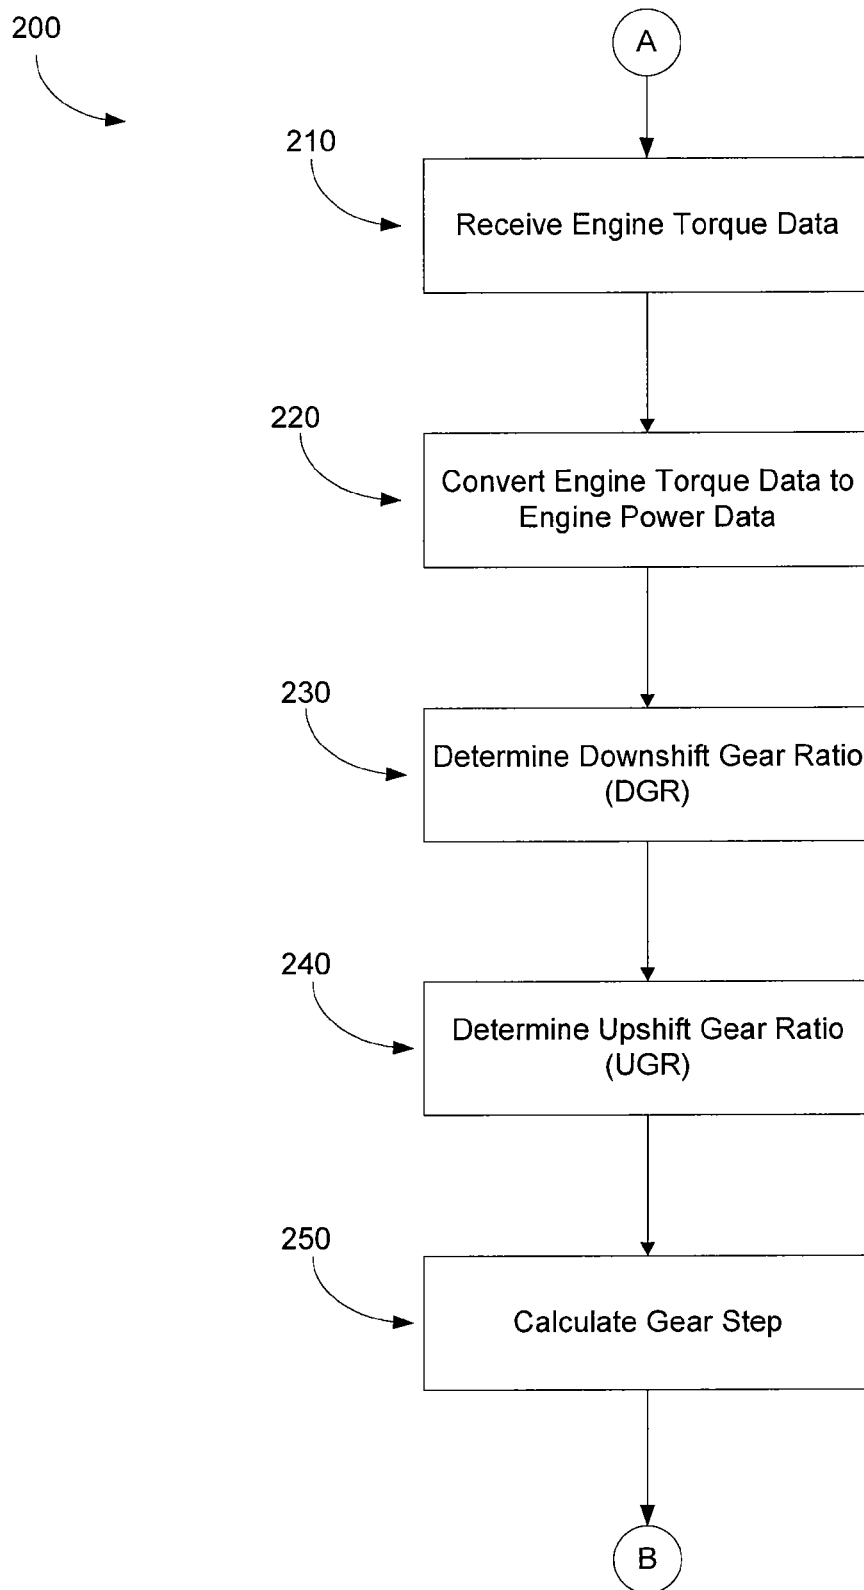 200
A
210
Receive Engine Torque Data
220
Convert Engine Torque Data to
Engine Power Data
230
Determine Downshift Gear Ratio
(DGR)
240
Determine Upshift Gear Ratio
(UGR)
250
Calculate Gear Step
B